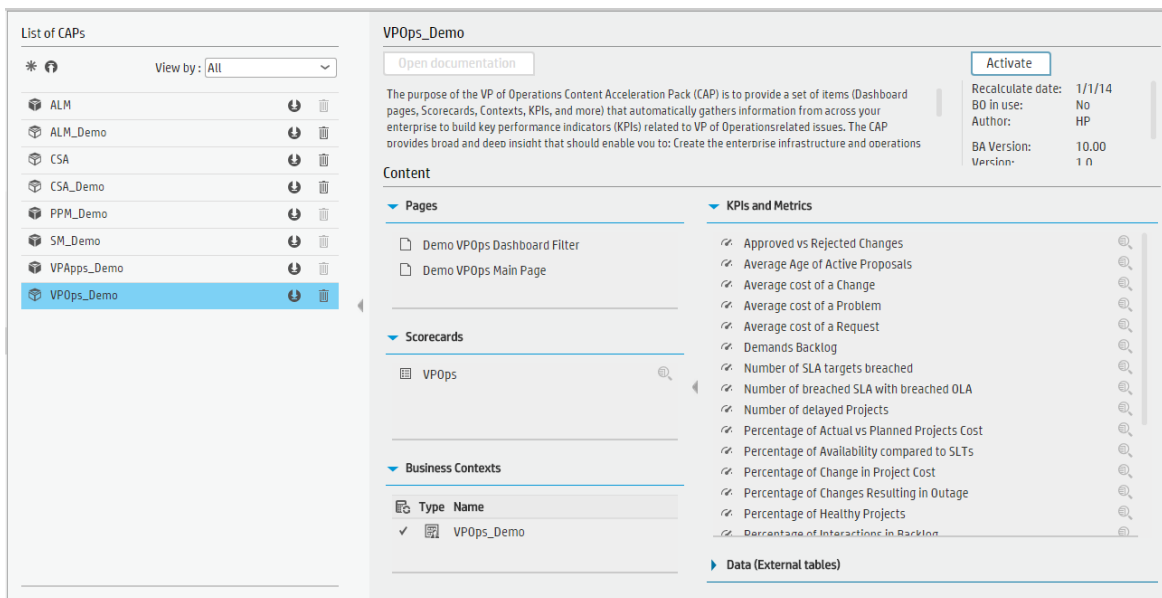 List of CAPs
View by : All
ALM
ALM_Demo
CSA
CSA_Demo
PPM_Demo
SM_Demo
VPApps_Demo
VPOps_Demo
VPOps_Demo
Open documentation
Activate
The purpose of the VP of Operations Content Acceleration Pack (CAP) is to provide a set of items (Dashboard
pages, Scorecards, Contexts, KPIs, and more) that automatically gathers information from across your
enterprise to build key performance indicators (KPIs) related to VP of Operationsrelated issues. The CAP
provides broad and deep insight that should enable you to: Create the enterprise infrastructure and operations
Recalculate date: 1/1/14
BO in use: No
Author: HP
BA Version: 10.00
Version: 1.0
Content
Pages
Demo VPOps Dashboard Filter
Demo VPOps Main Page
Scorecards
VPOps
Business Contexts
Type Name
VPOps_Demo
KPIs and Metrics
Approved vs Rejected Changes
Average Age of Active Proposals
Average cost of a Change
Average cost of a Problem
Average cost of a Request
Demands Backlog
Number of SLA targets breached
Number of breached SLA with breached OLA
Number of delayed Projects
Percentage of Actual vs Planned Projects Cost
Percentage of Availability compared to SLTs
Percentage of Change in Project Cost
Percentage of Changes Resulting in Outage
Percentage of Healthy Projects
Percentage of Interactions in Backlog
Data (External tables)